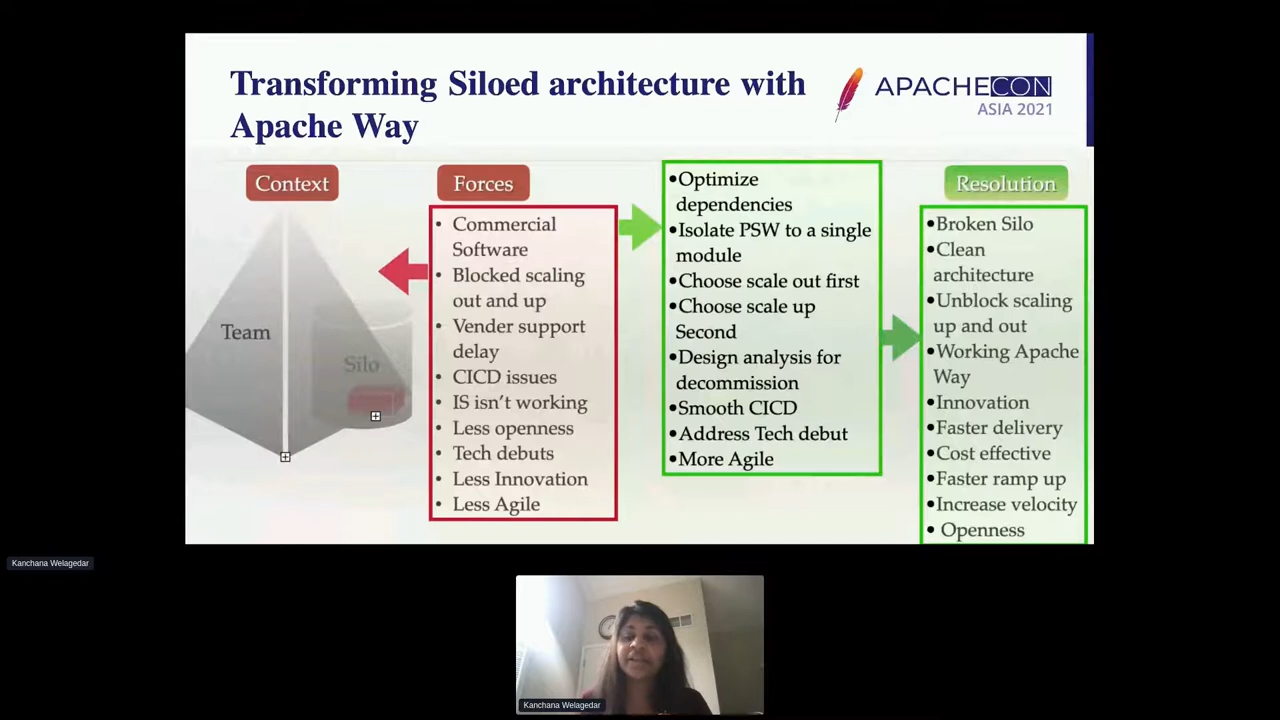 Transforming Siloed architecture with
Apache Way
APACHECON
ASIA 2021
Context
Team
Silo
Forces
• Commercial
Software
• Blocked scaling
out and up
• Vender support
delay
• CICD issues
• IS isn't working
• Less openness
• Tech debuts
• Less Innovation
• Less Agile
•Optimize
dependencies
•Isolate PSW to a single
module
•Choose scale out first
•Choose scale up
Second
•Design analysis for
decommission
•Smooth CICD
•Address Tech debut
•More Agile
Resolution
•Broken Silo
•Clean
architecture
•Unblock scaling
up and out
•Working Apache
Way
•Innovation
•Faster delivery
•Cost effective
•Faster ramp up
•Increase velocity
• Openness
Kanchana Welagedar
Kanchana Welagedar